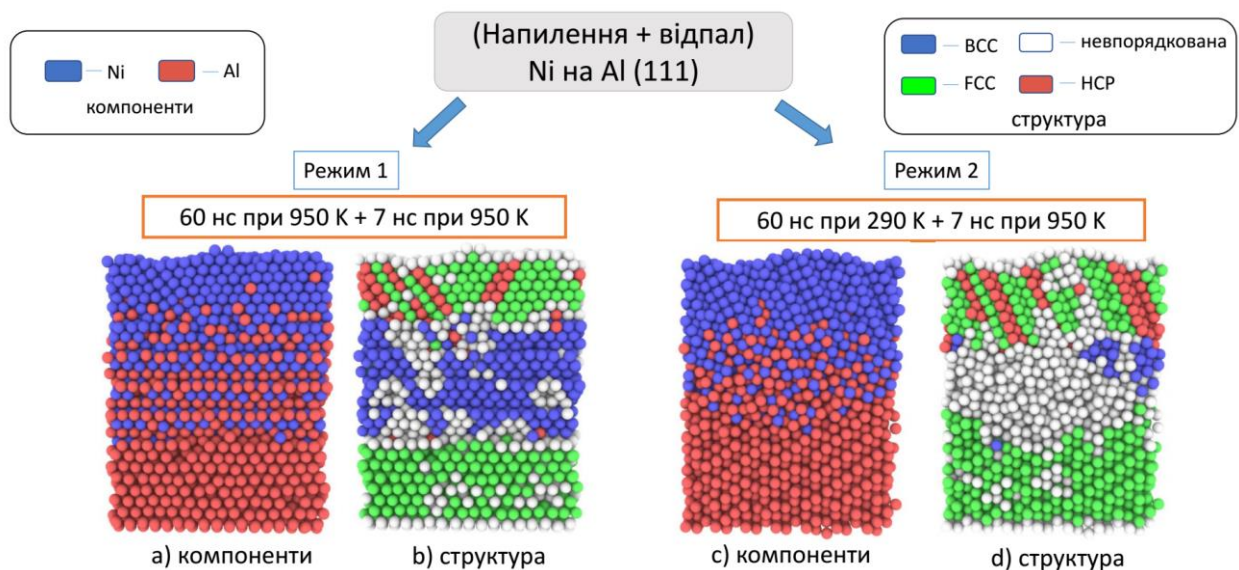 (Напилення + відпал)
Ni на Al (111)
Ni
Al
компоненти
BCC
невпорядкована
FCC
HCP
структура
Режим 1
Режим 2
60 нс при 950 K + 7 нс при 950 K
60 нс при 290 K + 7 нс при 950 K
a) компоненти
b) структура
c) компоненти
d) структура